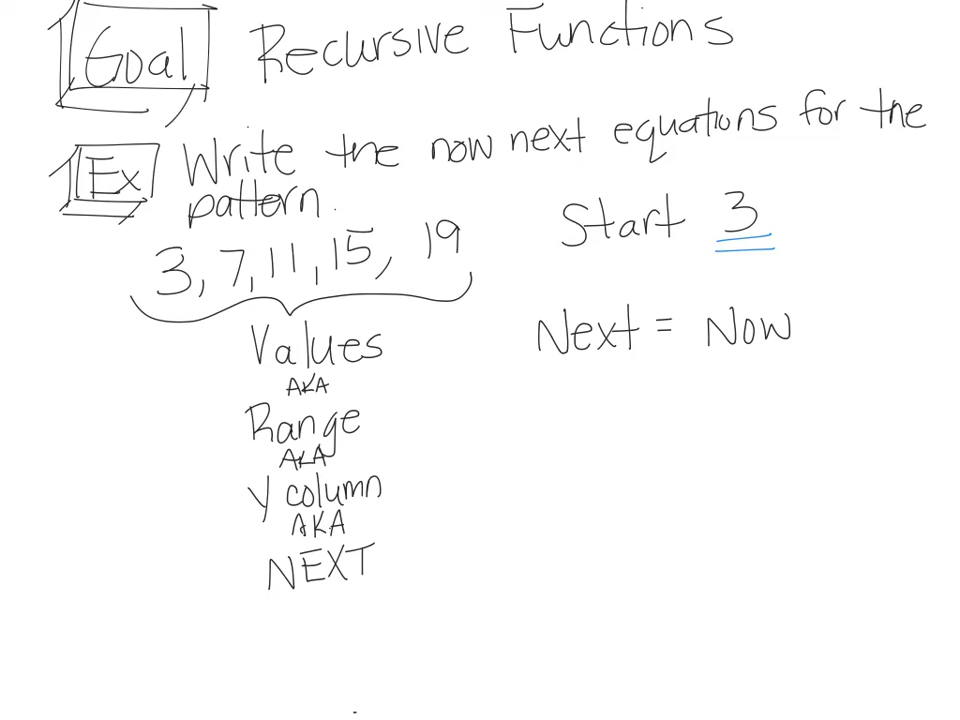 Goal Recursive Functions
Ex Write the now next equations for the
pattern.
3, 7, 11, 15, 19
Values
AKA
Range
AKA
Y column
AKA
NEXT
Start 3
Next = Now